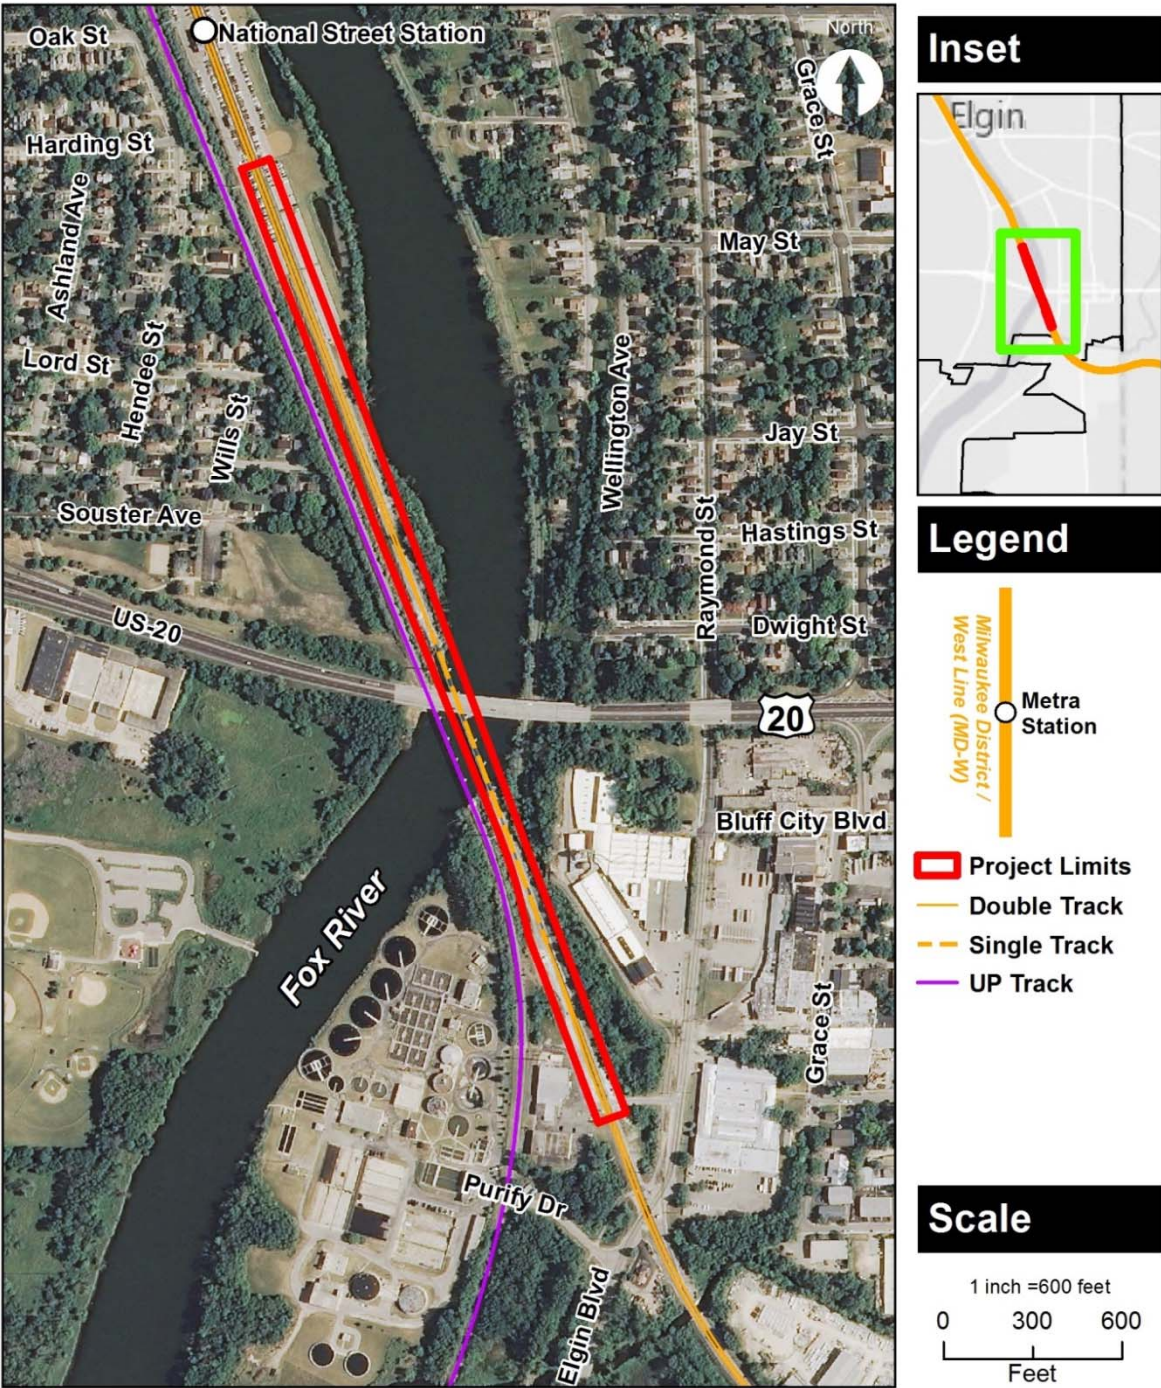 Oak St
National Street Station
North
Grace St
Harding St
Ashland Ave
May St
Lord St
Hendee St
Wills St
Wellington Ave
Jay St
Souster Ave
Raymond St
Hastings St
US-20
Dwight St
20
Bluff City Blvd
Fox River
Grace St
Purify Dr
Elgin Blvd
Inset
Elgin
Legend
Milwaukee District /
West Line (MD-W)
Metra
Station
Project Limits
Double Track
Single Track
UP Track
Scale
1 inch =600 feet
0 300 600
Feet